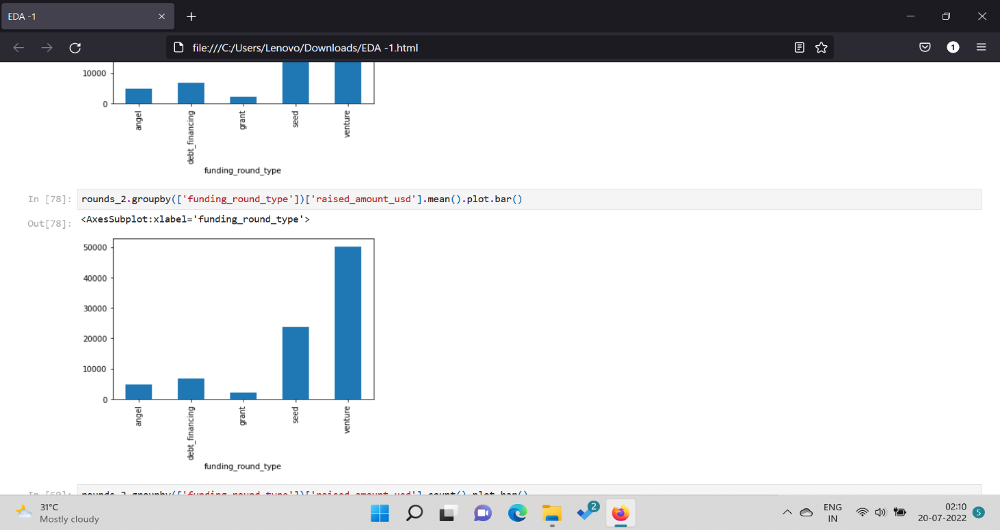 EDA -1
file:///C:/Users/Lenovo/Downloads/EDA -1.html
1
10000
0
angel
debt_financing
grant
seed
venture
funding_round_type
In [78]:
rounds_2.groupby(['funding_round_type'])['raised_amount_usd'].mean().plot.bar()
Out[78]:
<AxesSubplot:xlabel='funding_round_type'>
50000
40000
30000
20000
10000
0
angel
debt_financing
grant
seed
venture
funding_round_type
In [69]:
rounds_2.groupby(['funding_round_type'])['raised_amount_usd'].count().plot.bar()
31°C
Mostly cloudy
2
ENG
IN
02:10
20-07-2022
5